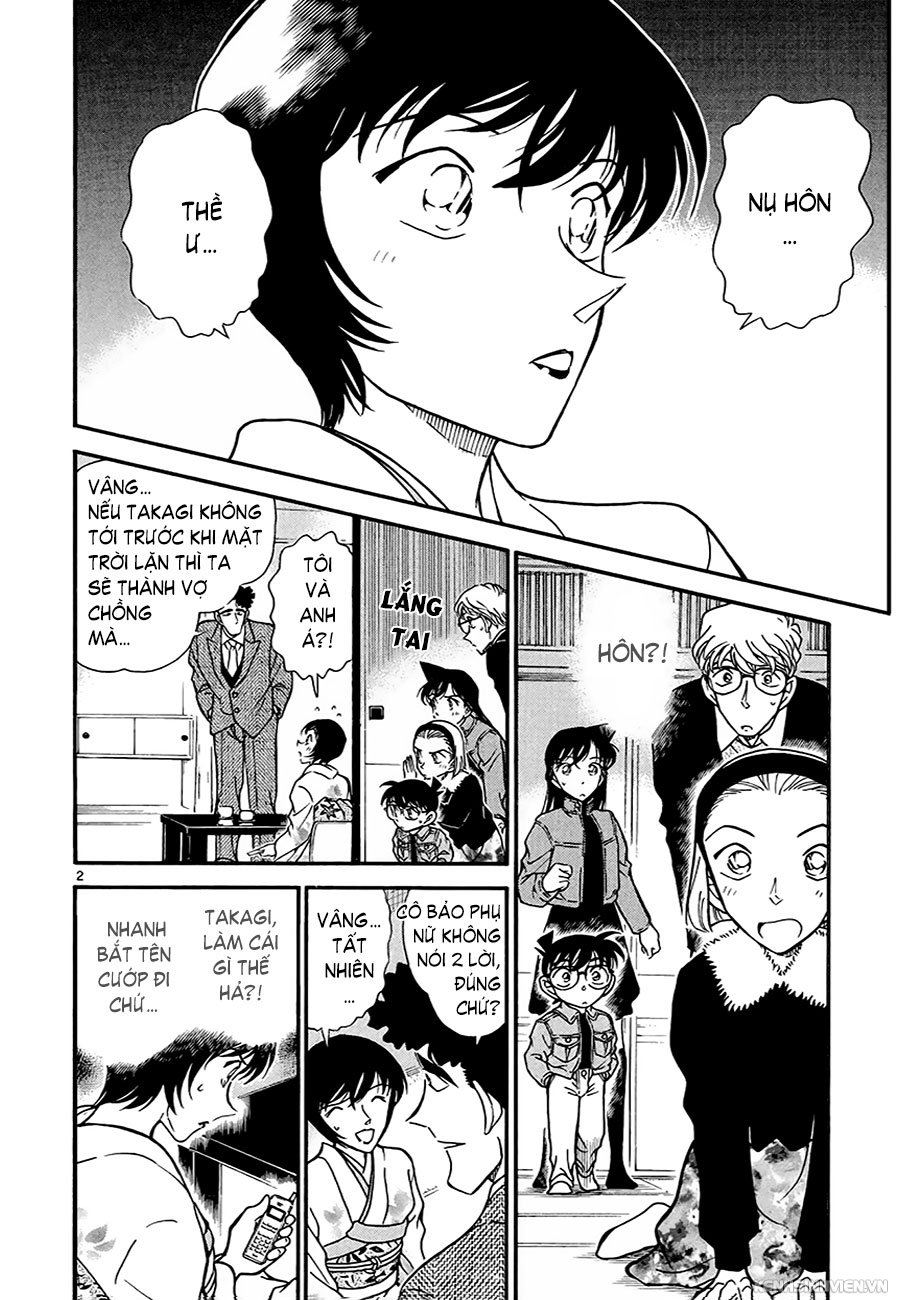 NỤ HÔN
...
THỀ
Ư...
HÔN?!
LẮNG
TAI
TÔI
VÀ
ANH
Á?!
VÂNG...
NẾU TAKAGI KHÔNG
TỚI TRƯỚC KHI MẶT
TRỜI LẶN THÌ TA
SẼ THÀNH VỢ
CHỒNG
MÀ...
2
CÔ BẢO PHỤ
NỮ KHÔNG
NÓI 2 LỜI,
ĐÚNG
CHỨ?
VÂNG...
TẤT
NHIÊN
...
TAKAGI,
LÀM CÁI
GÌ THẾ
HẢ?!
NHANH
BẮT TÊN
CƯỚP ĐI
CHỨ...